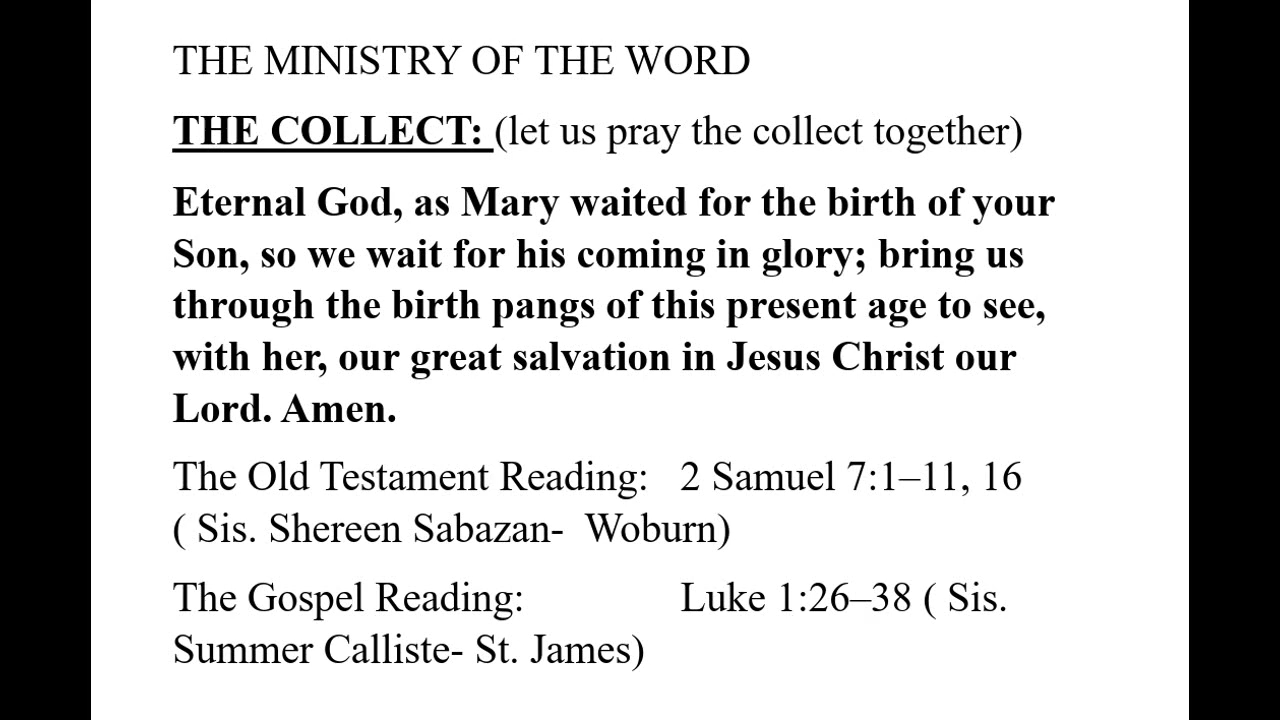 THE MINISTRY OF THE WORD
THE COLLECT: (let us pray the collect together)
Eternal God, as Mary waited for the birth of your
Son, so we wait for his coming in glory; bring us
through the birth pangs of this present age to see,
with her, our great salvation in Jesus Christ our
Lord. Amen.
The Old Testament Reading: 2 Samuel 7:1–11, 16
( Sis. Shereen Sabazan- Woburn)
The Gospel Reading: Luke 1:26–38 ( Sis.
Summer Calliste- St. James)